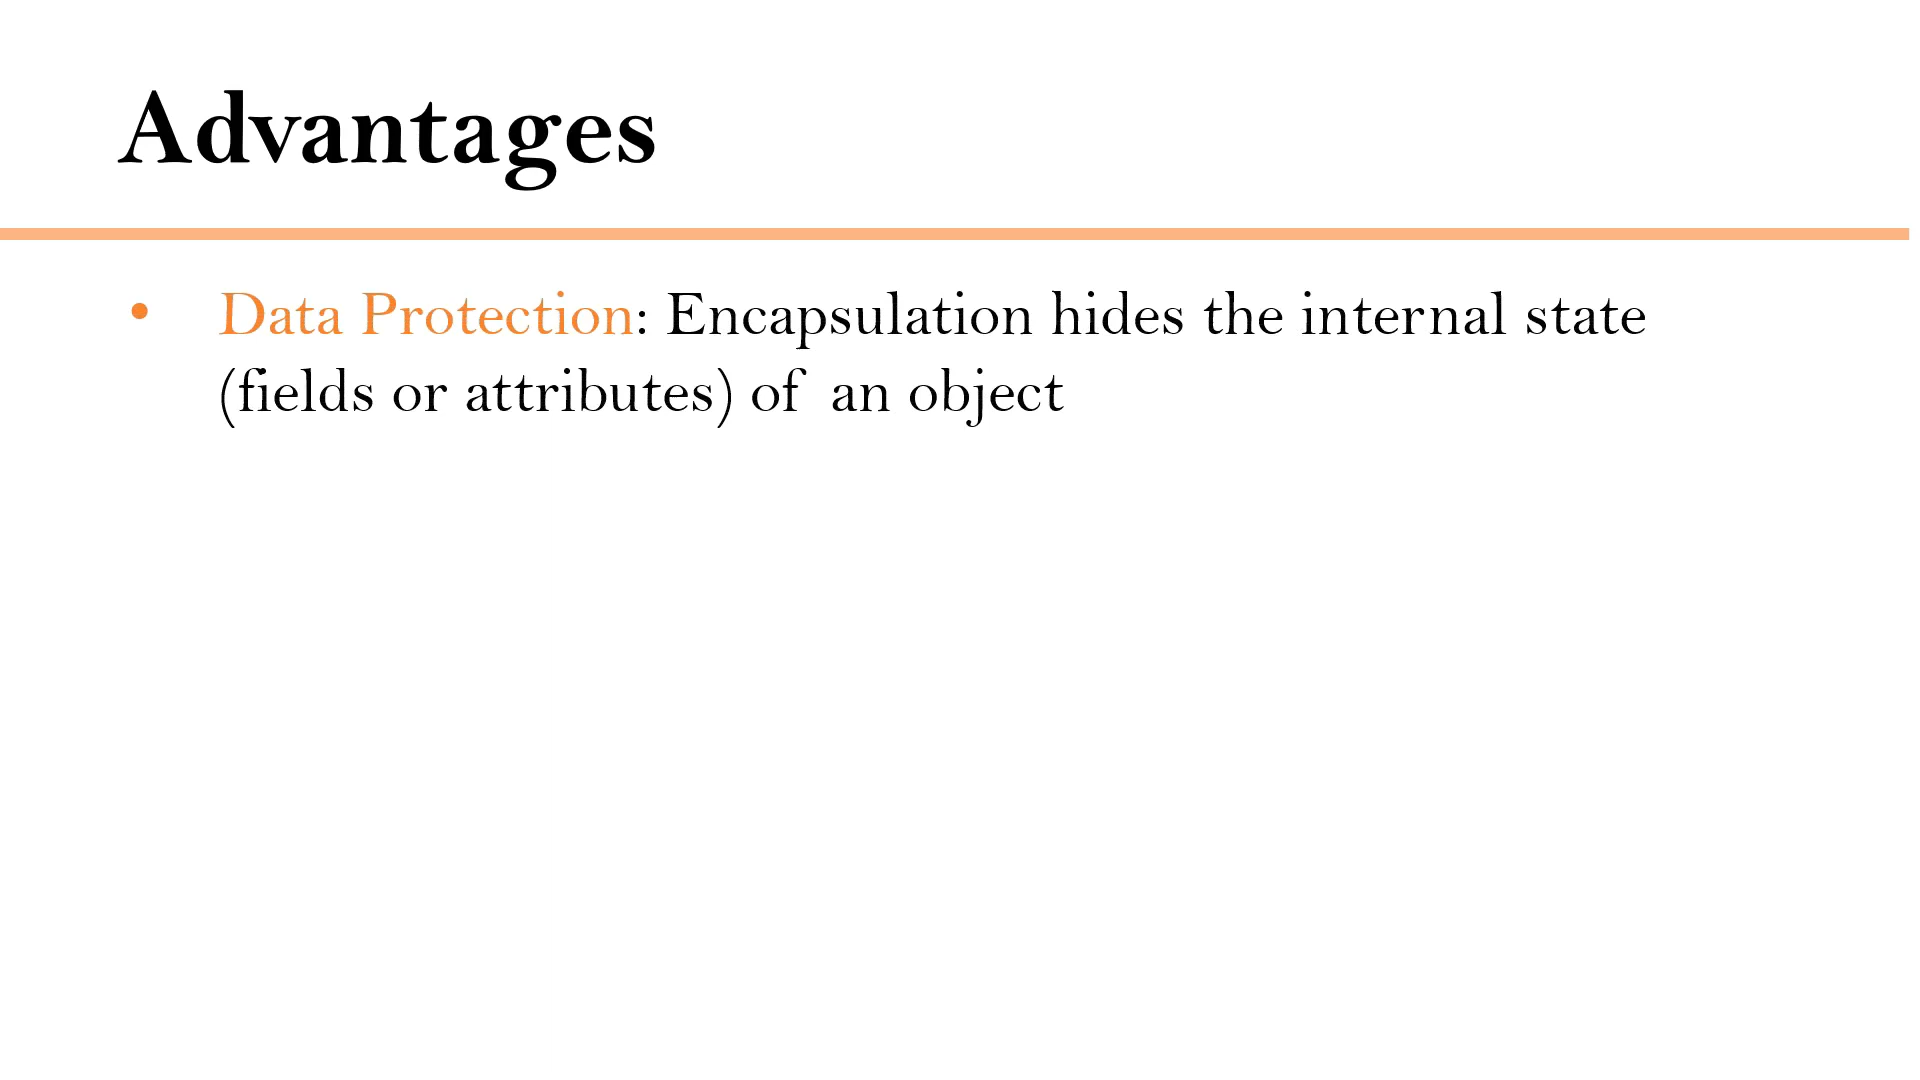 Advantages
• Data Protection: Encapsulation hides the internal state
(fields or attributes) of an object